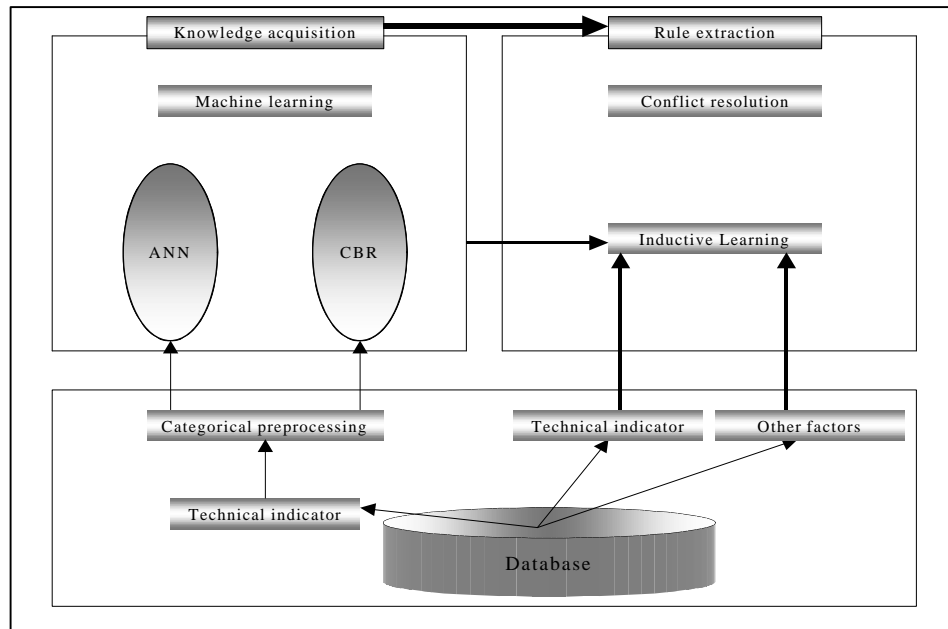 Knowledge acquisition
Rule extraction
Machine learning
Conflict resolution
ANN
CBR
Inductive Learning
Categorical preprocessing
Technical indicator
Other factors
Technical indicator
Database